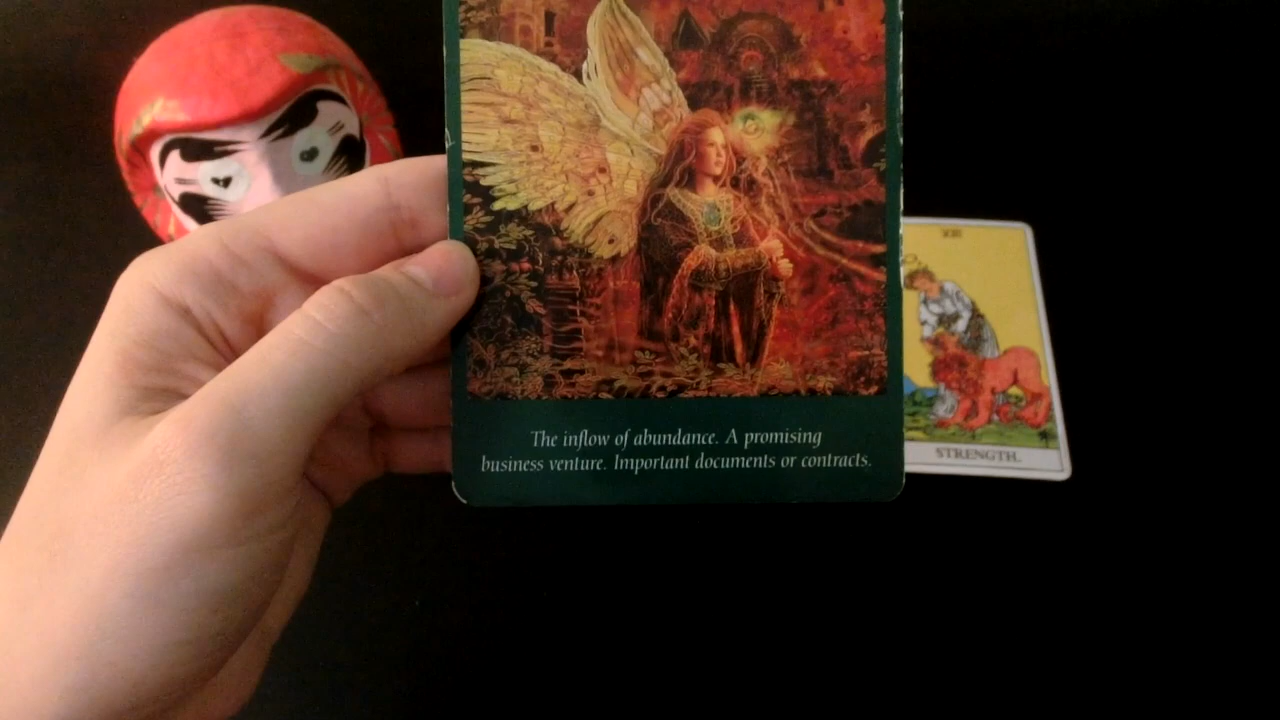 The inflow of abundance. A promising
business venture. Important documents or contracts.
STRENGTH.